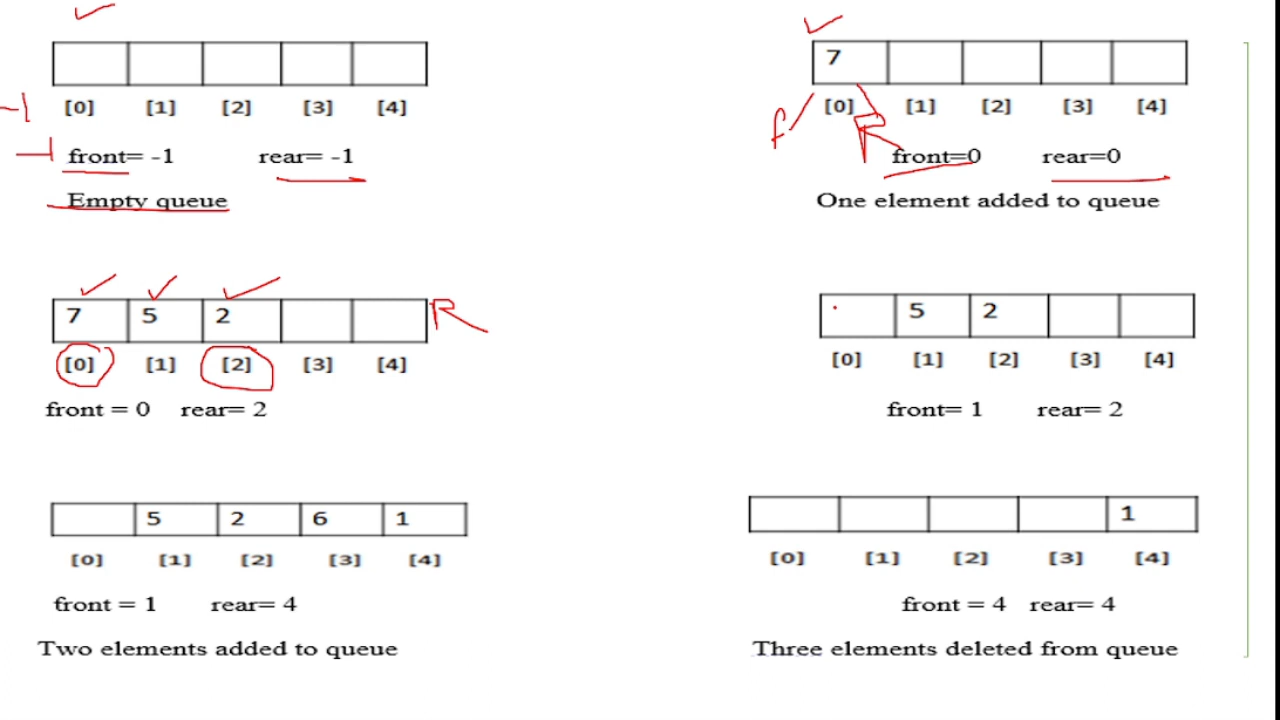 [0] [1] [2] [3] [4]
-1
-1 front= -1 rear= -1
Empty queue
7
[0] [1] [2] [3] [4]
f R
front=0 rear=0
One element added to queue
7 5 2 R
[0] [1] [2] [3] [4]
front = 0 rear= 2
5 2
[0] [1] [2] [3] [4]
front= 1 rear= 2
5 2 6 1
[0] [1] [2] [3] [4]
front = 1 rear= 4
Two elements added to queue
1
[0] [1] [2] [3] [4]
front = 4 rear= 4
Three elements deleted from queue